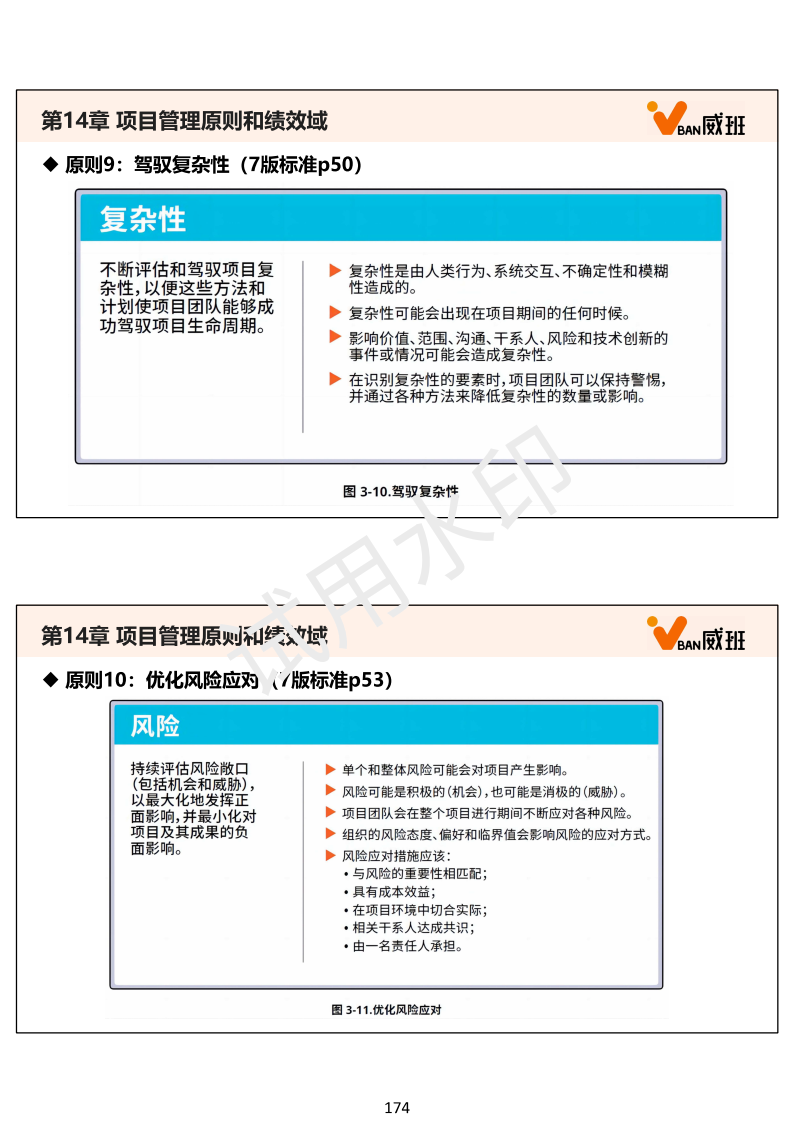 第14章 项目管理原则和绩效域
VBAN威班
◆ 原则9：驾驭复杂性（7版标准p50）
复杂性
不断评估和驾驭项目复
杂性，以便这些方法和
计划使项目团队能够成
功驾驭项目生命周期。
▶ 复杂性是由人类行为、系统交互、不确定性和模糊
性造成的。
▶ 复杂性可能会出现在项目期间的任何时候。
▶ 影响价值、范围、沟通、干系人、风险和技术创新的
事件或情况可能会造成复杂性。
▶ 在识别复杂性的要素时，项目团队可以保持警惕，
并通过各种方法来降低复杂性的数量或影响。
图 3-10.驾驭复杂性
试用水印
第14章 项目管理原则和绩效域
VBAN威班
◆ 原则10：优化风险应对（7版标准p53）
风险
持续评估风险敞口
（包括机会和威胁），
以最大化地发挥正
面影响，并最小化对
项目及其成果的负
面影响。
▶ 单个和整体风险可能会对项目产生影响。
▶ 风险可能是积极的（机会），也可能是消极的（威胁）。
▶ 项目团队会在整个项目进行期间不断应对各种风险。
▶ 组织的风险态度、偏好和临界值会影响风险的应对方式。
▶ 风险应对措施应该：
• 与风险的重要性相匹配；
• 具有成本效益；
• 在项目环境中切合实际；
• 相关干系人达成共识；
• 由一名责任人承担。
图 3-11.优化风险应对
174